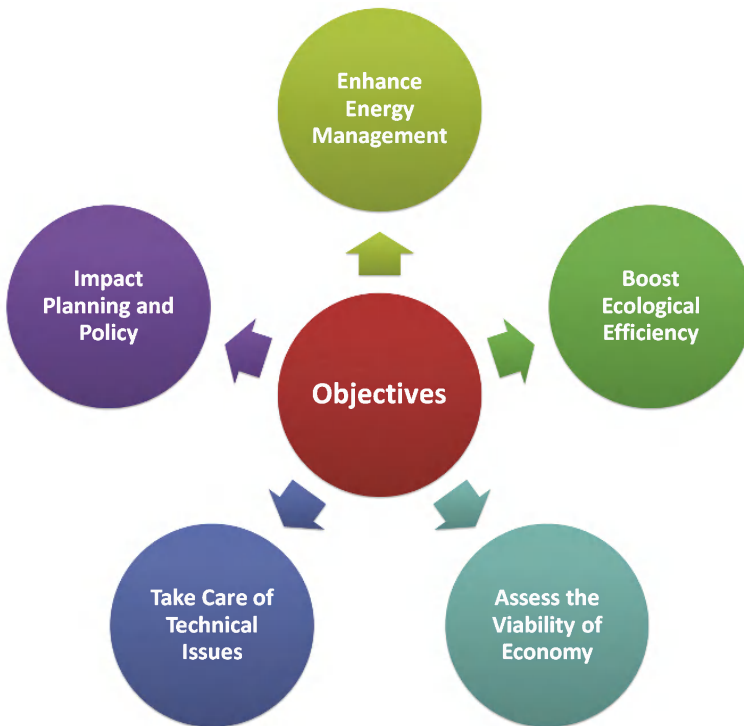 Enhance
Energy
Management
Boost
Ecological
Efficiency
Assess the
Viability of
Economy
Take Care of
Technical
Issues
Impact
Planning and
Policy
Objectives